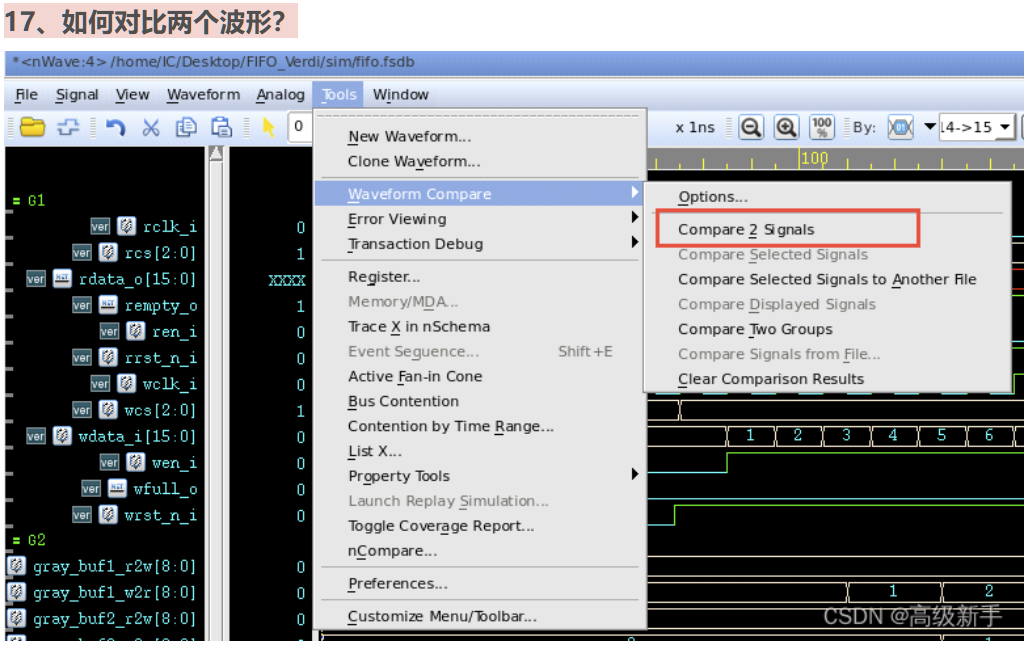 17、如何对比两个波形？
*<nWave:4> /home/IC/Desktop/FIFO_Verdi/sim/fifo.fsdb
File Signal View Waveform Analog Tools Window
0 x 1ns 100 % By: 14->15
100
New Waveform...
Clone Waveform...
Waveform Compare
Error Viewing
Transaction Debug
Register...
Memory/MDA...
Trace X in nSchema
Event Sequence... Shift+E
Active Fan-in Cone
Bus Contention
Contention by Time Range...
List X...
Property Tools
Launch Replay Simulation...
Toggle Coverage Report...
nCompare...
Preferences...
Customize Menu/Toolbar...
Options...
Compare 2 Signals
Compare Selected Signals
Compare Selected Signals to Another File
Compare Displayed Signals
Compare Two Groups
Compare Signals from File...
Clear Comparison Results
= G1
ver rclk_i 0
ver rcs[2:0] 1
ver rdata_o[15:0] XXXX
ver rempty_o 1
ver ren_i 0
ver rrst_n_i 0
ver wclk_i 0
ver wcs[2:0] 1
ver wdata_i[15:0] 0 1 2 3 4 5 6
ver wen_i 0
ver wfull_o 0
ver wrst_n_i 0
= G2
gray_buf1_r2w[8:0] 0
gray_buf1_w2r[8:0] 0 1 2
gray_buf2_r2w[8:0] 0
CSDN @高级新手